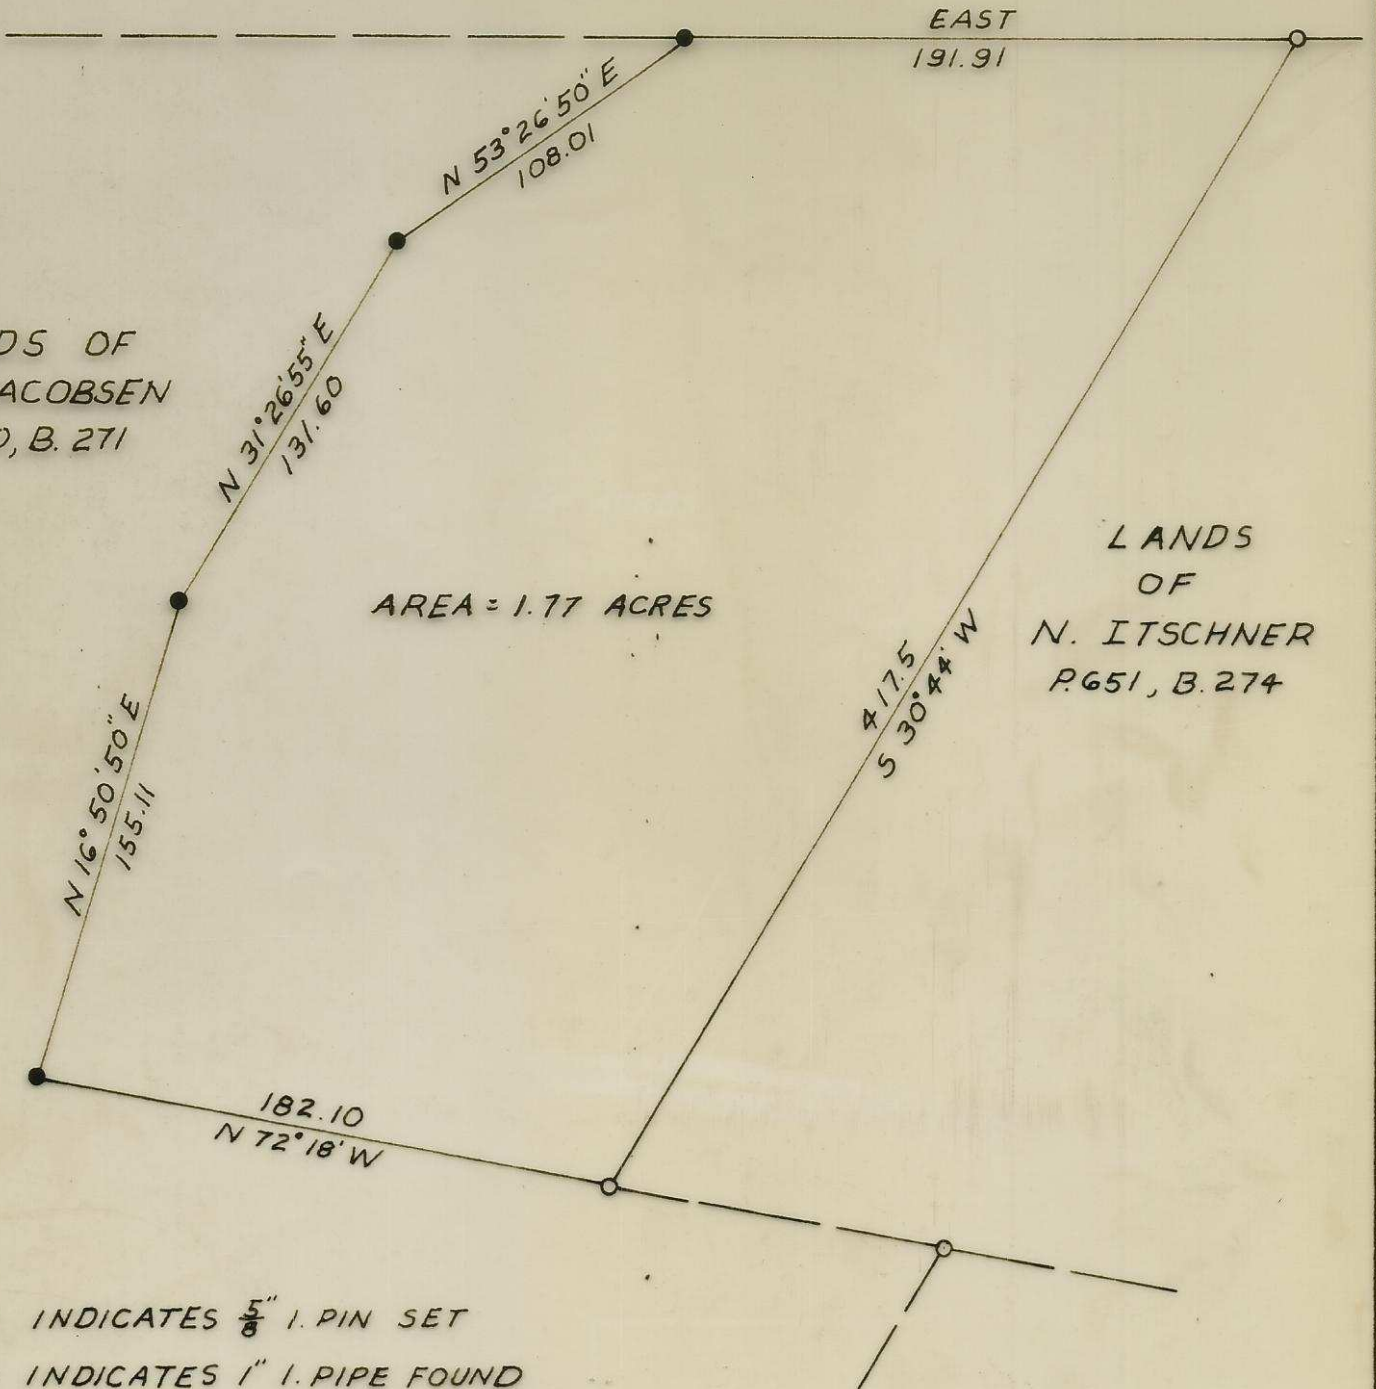 EAST
191.91
N 53°26'50" E
108.01
N 31°26'55" E
131.60
DS OF
ACOBSEN
, B. 271
AREA = 1.77 ACRES
LANDS
OF
N. ITSCHNER
P.651, B.274
417.5
S 30°44' W
N 16°50'50" E
155.11
182.10
N 72°18' W
INDICATES 5/8" I. PIN SET
INDICATES 1" I. PIPE FOUND